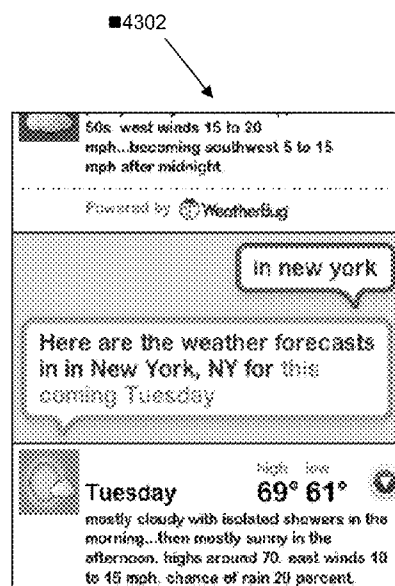 ■4302
50s. west winds 15 to 20
mph...becoming southwest 5 to 15
mph after midnight.
Powered by WeatherBug
in new york
Here are the weather forecasts
in in New York, NY for this
coming Tuesday
high low
Tuesday 69° 61°
mostly cloudy with isolated showers in the
morning...then mostly sunny in the
afternoon. highs around 70. east winds 10
to 15 mph. chance of rain 20 percent.